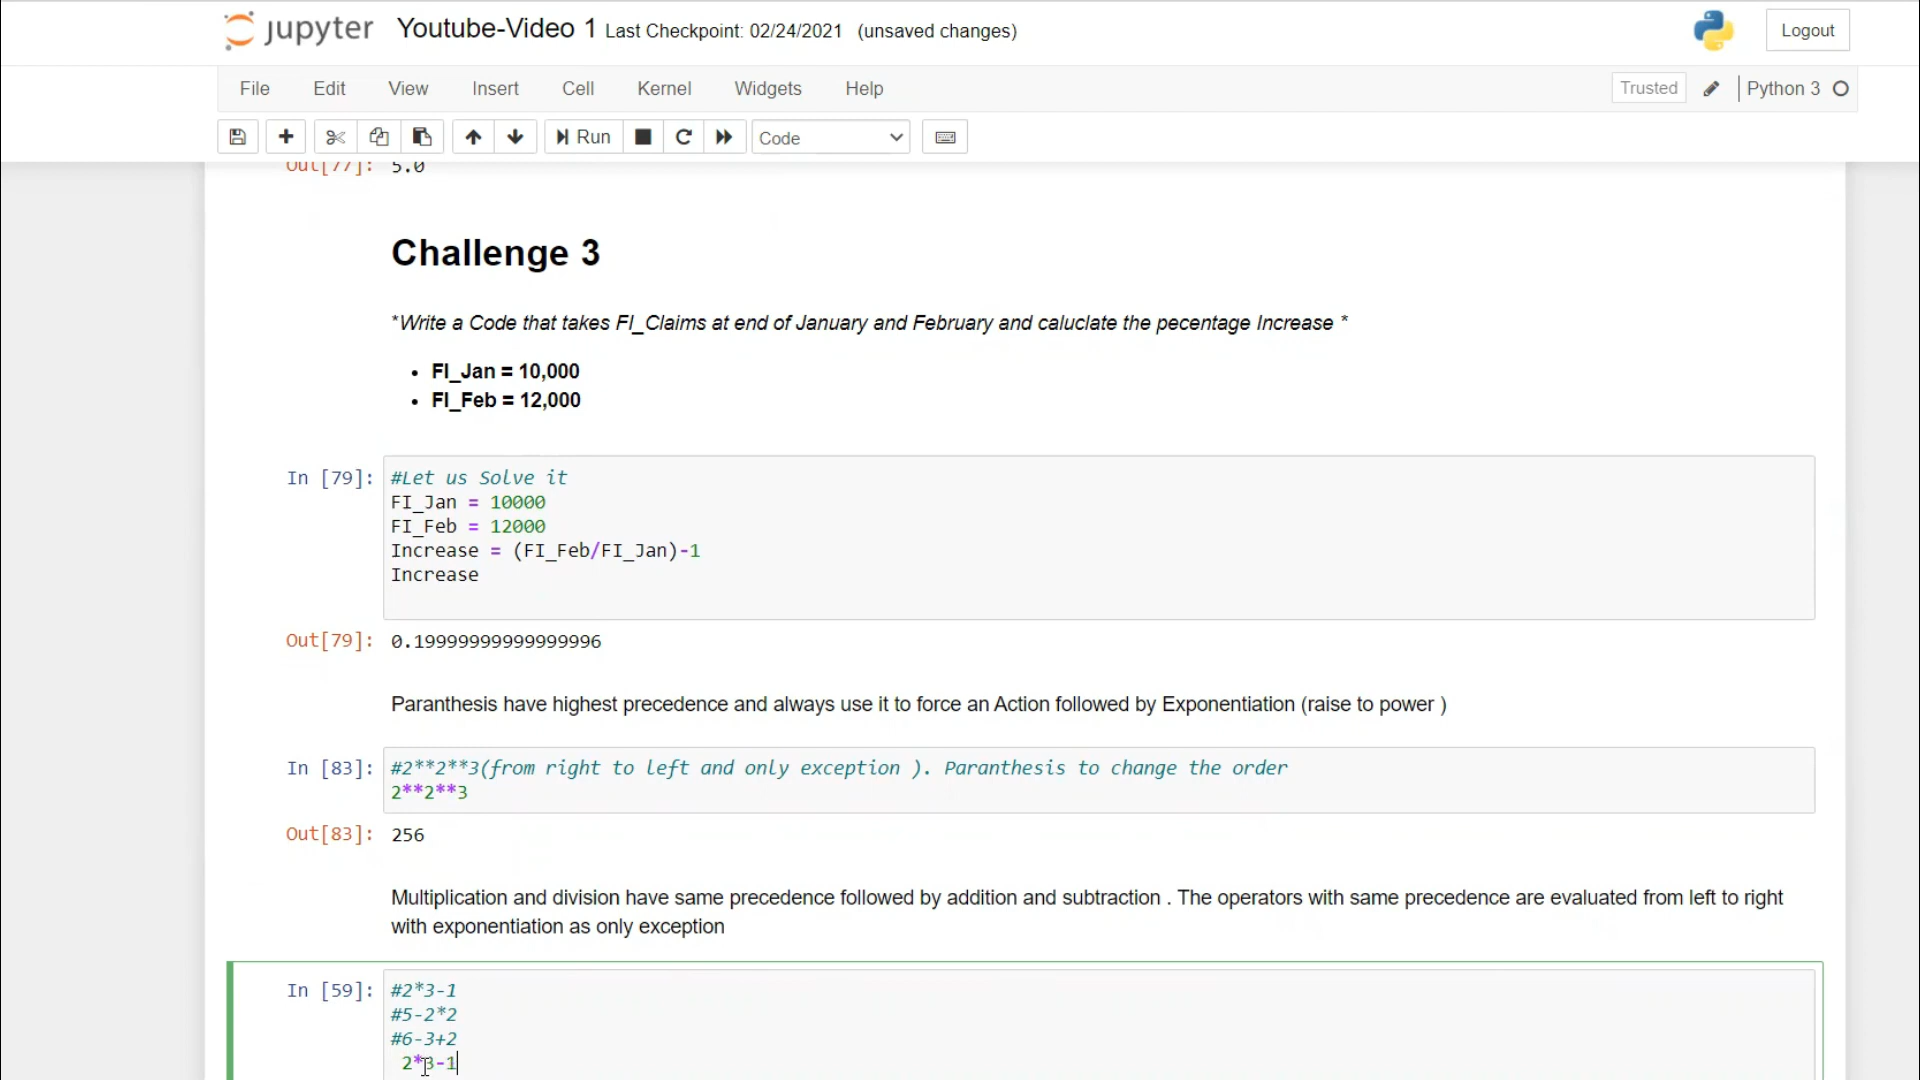 jupyter Youtube-Video 1 Last Checkpoint: 02/24/2021 (unsaved changes) Logout
File Edit View Insert Cell Kernel Widgets Help Trusted Python 3
Run Code
Out[77]: 5.0
Challenge 3
*Write a Code that takes FI_Claims at end of January and February and caluclate the pecentage Increase *
• FI_Jan = 10,000
• FI_Feb = 12,000
In [79]: #Let us Solve it
FI_Jan = 10000
FI_Feb = 12000
Increase = (FI_Feb/FI_Jan)-1
Increase
Out[79]: 0.19999999999999996
Paranthesis have highest precedence and always use it to force an Action followed by Exponentiation (raise to power )
In [83]: #2**2**3(from right to left and only exception ). Paranthesis to change the order
2**2**3
Out[83]: 256
Multiplication and division have same precedence followed by addition and subtraction . The operators with same precedence are evaluated from left to right
with exponentiation as only exception
In [59]: #2*3-1
#5-2*2
#6-3+2
2*3-1